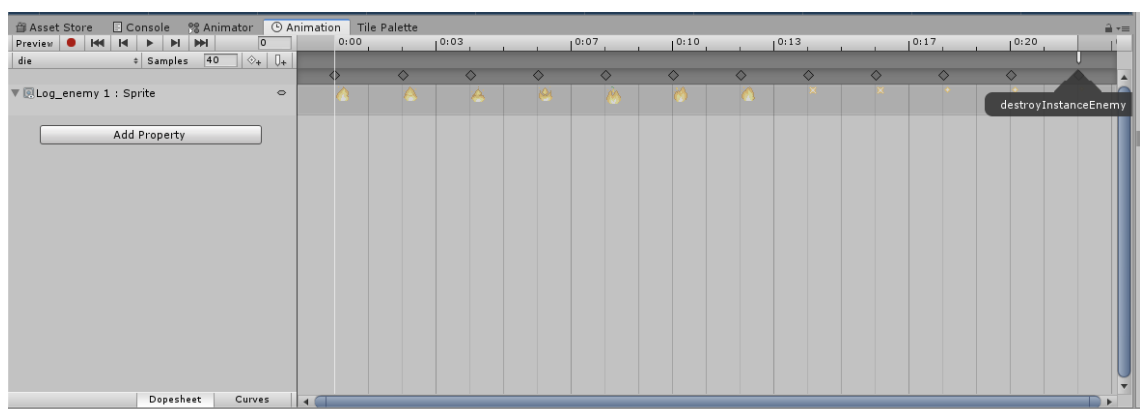 Asset Store Console Animator Animation Tile Palette
Preview 0 0:00 0:03 0:07 0:10 0:13 0:17 0:20
die Samples 40
Log_enemy 1 : Sprite
destroyInstanceEnemy
Add Property
Dopesheet Curves